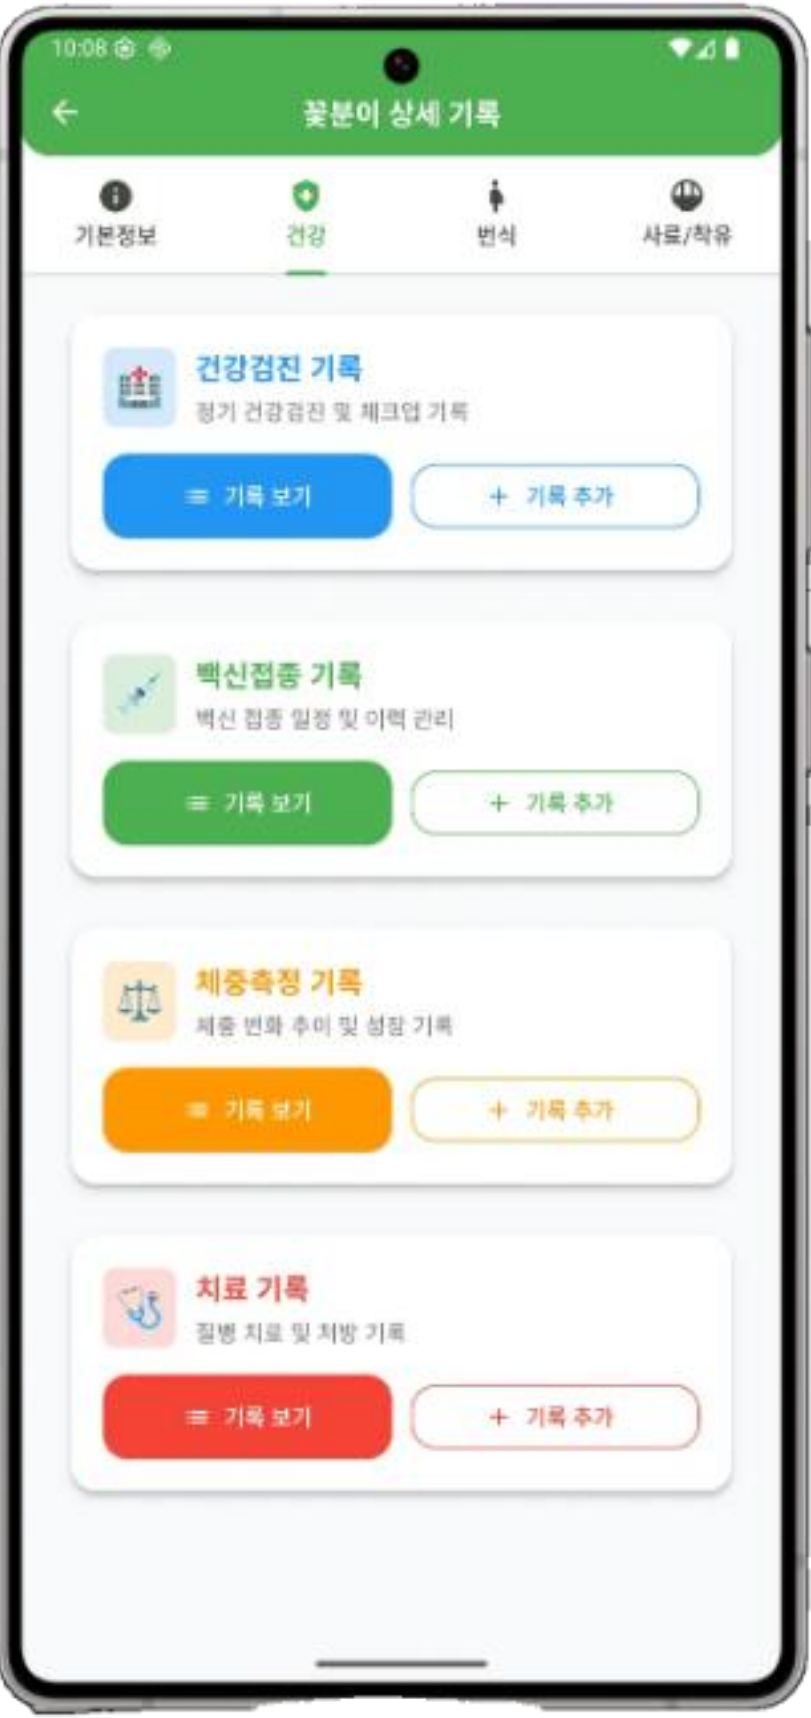 10:08
꽃분이 상세 기록
기본정보
건강
번식
사료/착유
건강검진 기록
정기 건강검진 및 체크업 기록
기록 보기
+ 기록 추가
백신접종 기록
백신 접종 일정 및 이력 관리
기록 보기
+ 기록 추가
체중측정 기록
체중 변화 추이 및 성장 기록
기록 보기
+ 기록 추가
치료 기록
질병 치료 및 처방 기록
기록 보기
+ 기록 추가